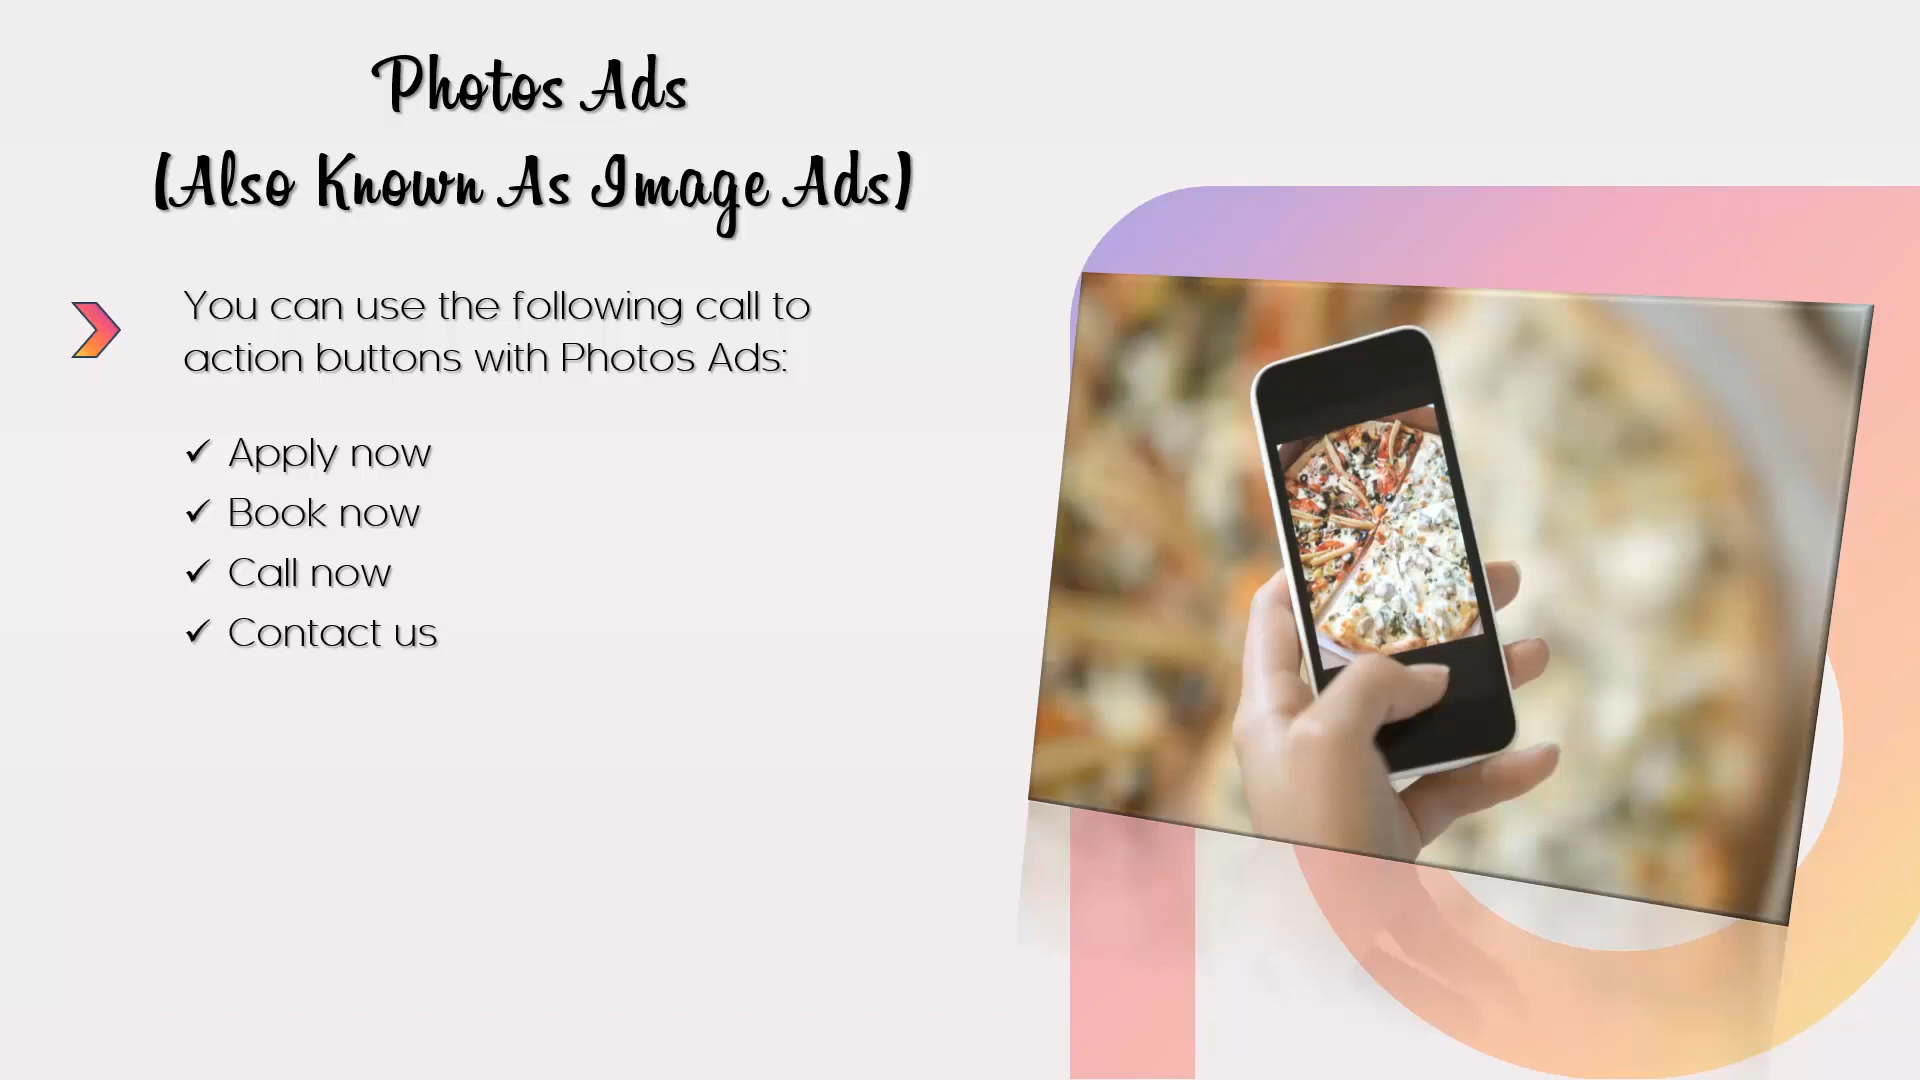 Photos Ads
(Also Known As Image Ads)
You can use the following call to
action buttons with Photos Ads:
✓ Apply now
✓ Book now
✓ Call now
✓ Contact us